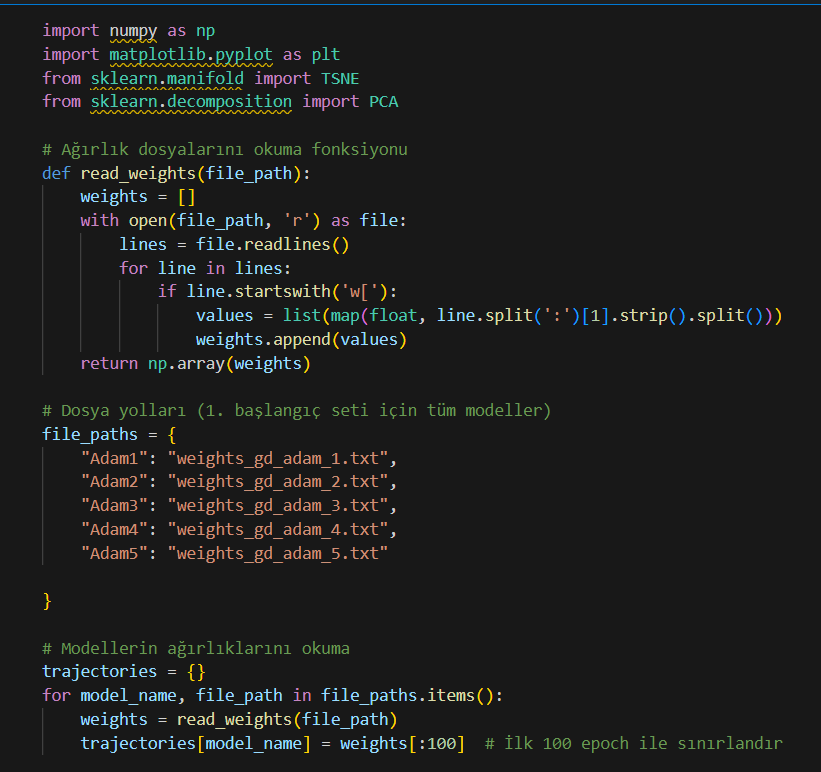 import numpy as np
import matplotlib.pyplot as plt
from sklearn.manifold import TSNE
from sklearn.decomposition import PCA
# Ağırlık dosyalarını okuma fonksiyonu
def read_weights(file_path):
    weights = []
    with open(file_path, 'r') as file:
        lines = file.readlines()
        for line in lines:
            if line.startswith('w['):
                values = list(map(float, line.split(':')[1].strip().split()))
                weights.append(values)
    return np.array(weights)
# Dosya yolları (1. başlangıç seti için tüm modeller)
file_paths = {
    "Adam1": "weights_gd_adam_1.txt",
    "Adam2": "weights_gd_adam_2.txt",
    "Adam3": "weights_gd_adam_3.txt",
    "Adam4": "weights_gd_adam_4.txt",
    "Adam5": "weights_gd_adam_5.txt"
}
# Modellerin ağırlıklarını okuma
trajectories = {}
for model_name, file_path in file_paths.items():
    weights = read_weights(file_path)
    trajectories[model_name] = weights[:100]  # İlk 100 epoch ile sınırlandır